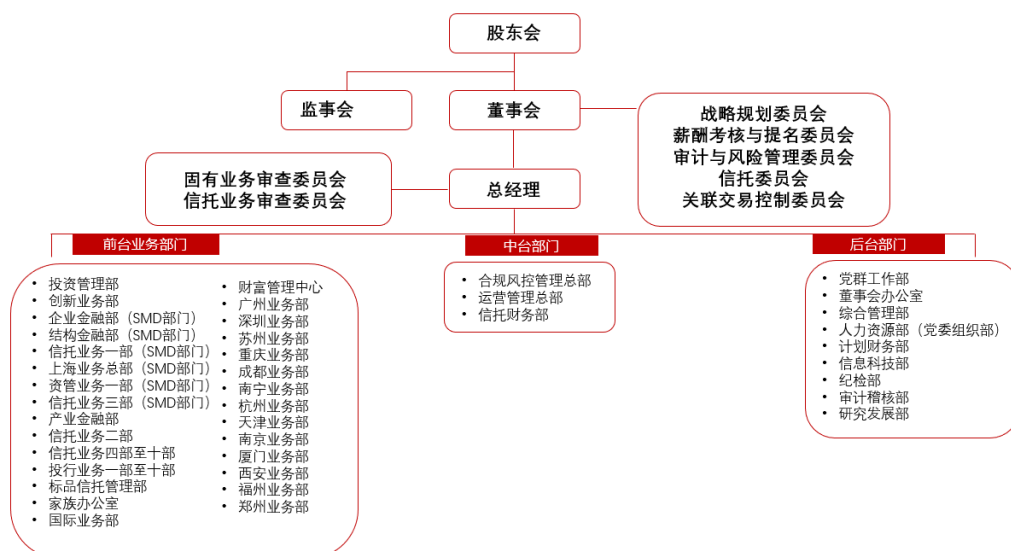 股东会
监事会
董事会
战略规划委员会
薪酬考核与提名委员会
审计与风险管理委员会
信托委员会
关联交易控制委员会
固有业务审查委员会
信托业务审查委员会
总经理
前台业务部门
中台部门
后台部门
• 投资管理部
• 创新业务部
• 企业金融部（SMD部门）
• 结构金融部（SMD部门）
• 信托业务一部（SMD部门）
• 上海业务总部（SMD部门）
• 资管业务一部（SMD部门）
• 信托业务三部（SMD部门）
• 产业金融部
• 信托业务二部
• 信托业务四部至十部
• 投行业务一部至十部
• 标品信托管理部
• 家族办公室
• 国际业务部
• 财富管理中心
• 广州业务部
• 深圳业务部
• 苏州业务部
• 重庆业务部
• 成都业务部
• 南宁业务部
• 杭州业务部
• 天津业务部
• 南京业务部
• 厦门业务部
• 西安业务部
• 福州业务部
• 郑州业务部
• 合规风控管理总部
• 运营管理总部
• 信托财务部
• 党群工作部
• 董事会办公室
• 综合管理部
• 人力资源部（党委组织部）
• 计划财务部
• 信息科技部
• 纪检部
• 审计稽核部
• 研究发展部